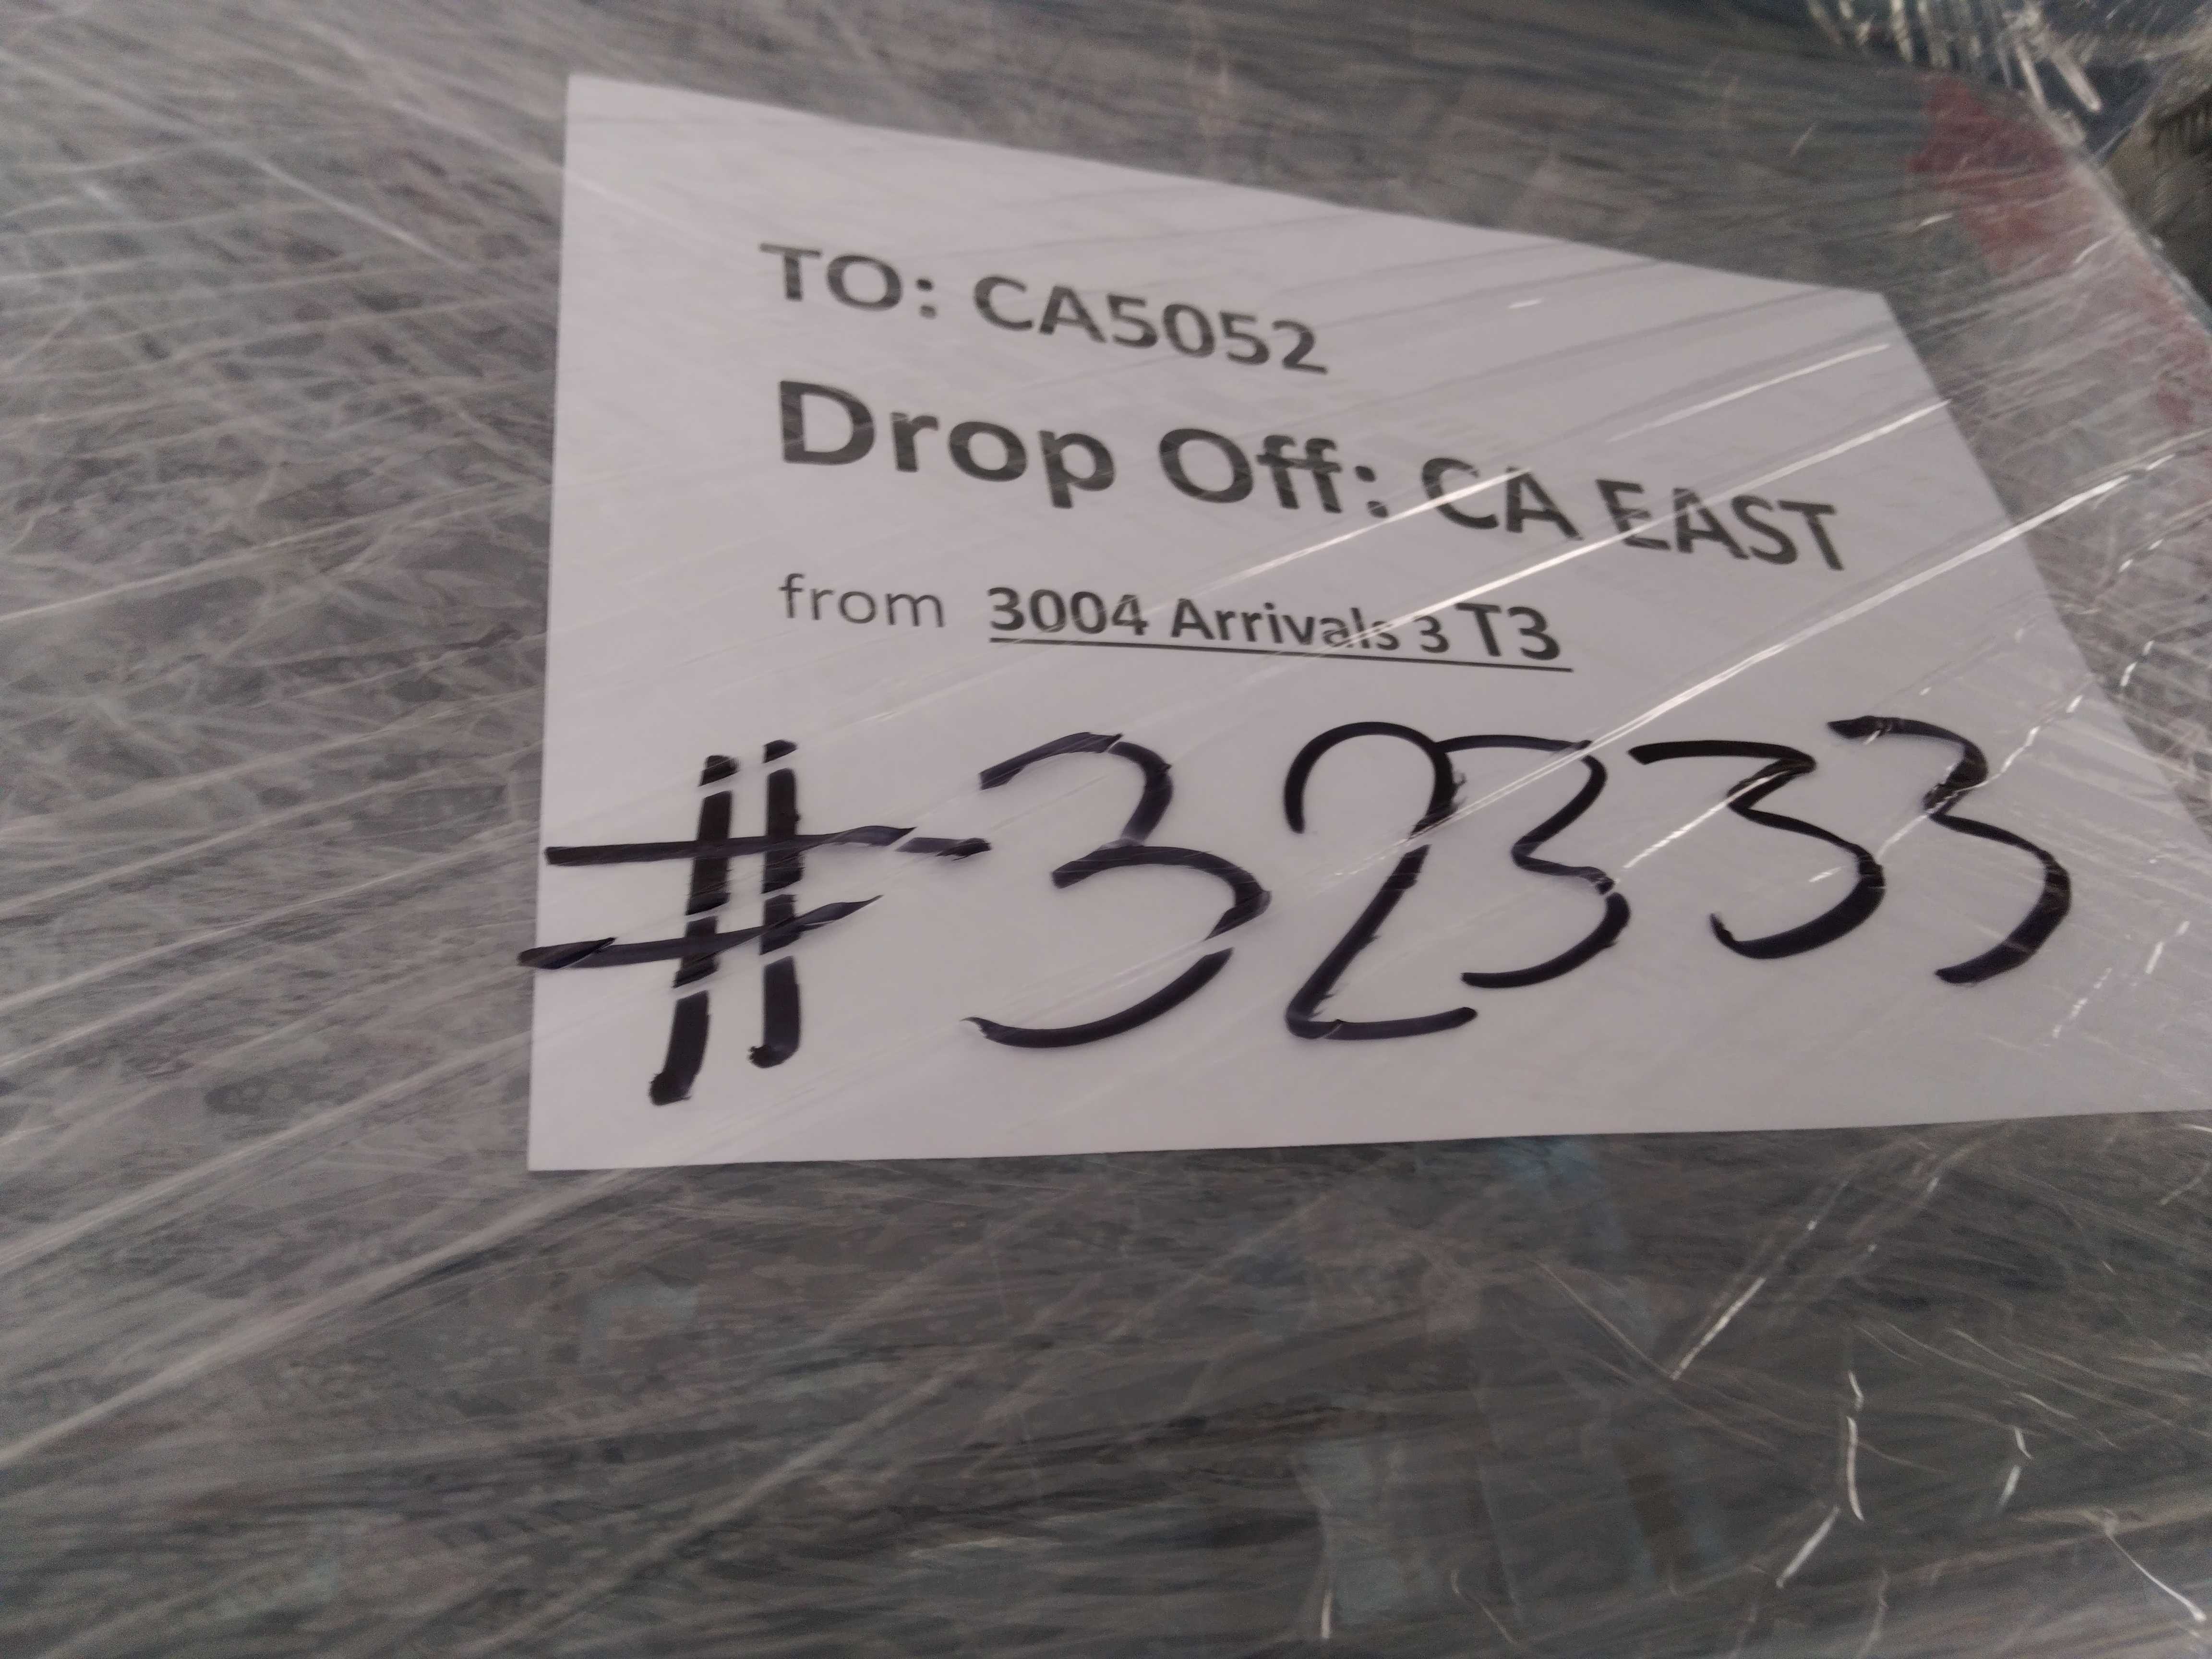 TO: CA5052
Drop Off: CA EAST
from 3004 Arrivals 3 T3
#32333